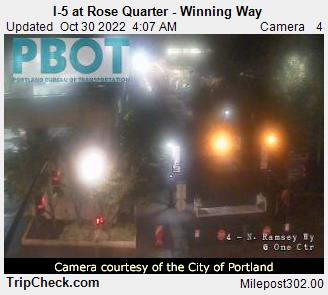 I-5 at Rose Quarter - Winning Way
Updated Oct 30 2022 4:07 AM Camera 4
PBOT
PORTLAND BUREAU OF TRANSPORTATION
4 - N. Ramsey Wy
@ One Ctr
Camera courtesy of the City of Portland
TripCheck.com Milepost302.00